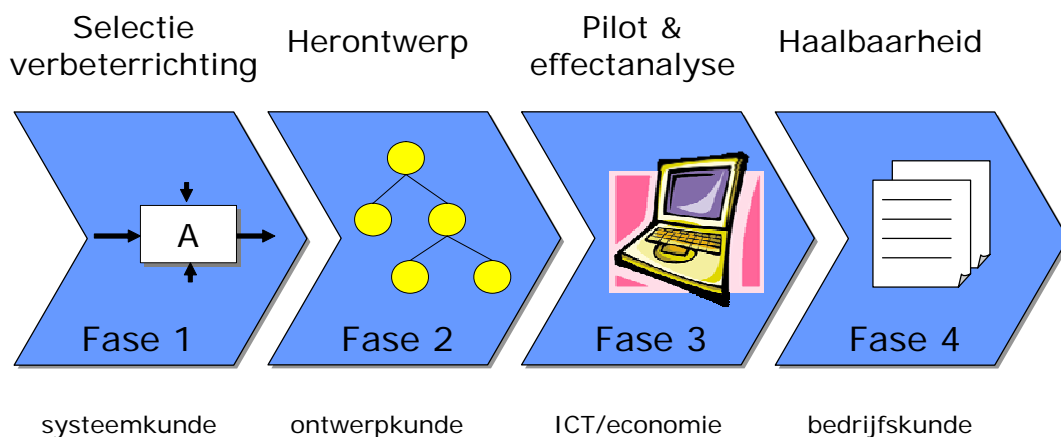 Selectie
verbeterrichting
Herontwerp
Pilot &
effectanalyse
Haalbaarheid
A
Fase 1
Fase 2
Fase 3
Fase 4
systeemkunde
ontwerpkunde
ICT/economie
bedrijfskunde